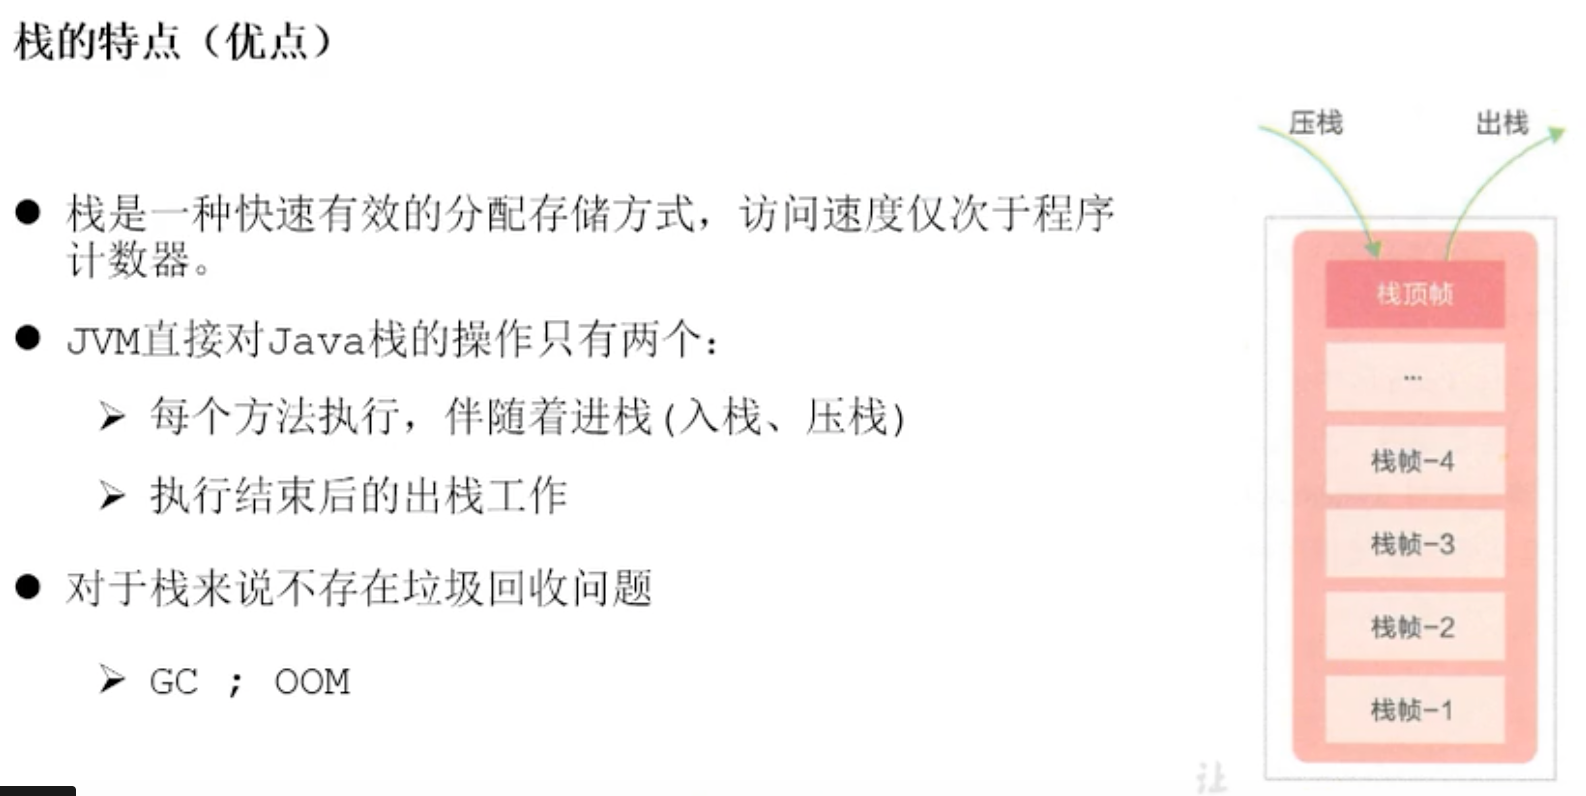 栈的特点（优点）
● 栈是一种快速有效的分配存储方式，访问速度仅次于程序
计数器。
● JVM直接对Java栈的操作只有两个：
➢ 每个方法执行，伴随着进栈(入栈、压栈)
➢ 执行结束后的出栈工作
● 对于栈来说不存在垃圾回收问题
➢ GC ； OOM
压栈
出栈
栈顶帧
...
栈帧-4
栈帧-3
栈帧-2
栈帧-1
让